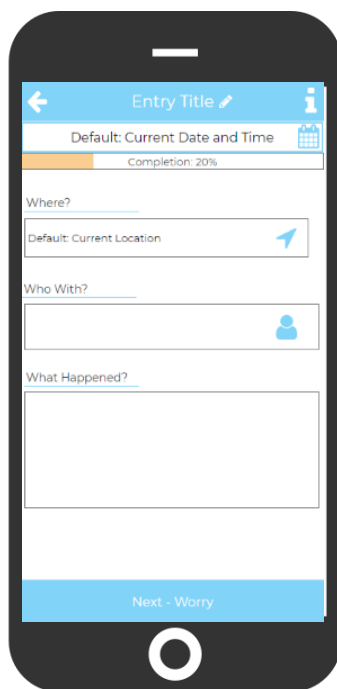 Entry Title
Default: Current Date and Time
Completion: 20%
Where?
Default: Current Location
Who With?
What Happened?
Next - Worry